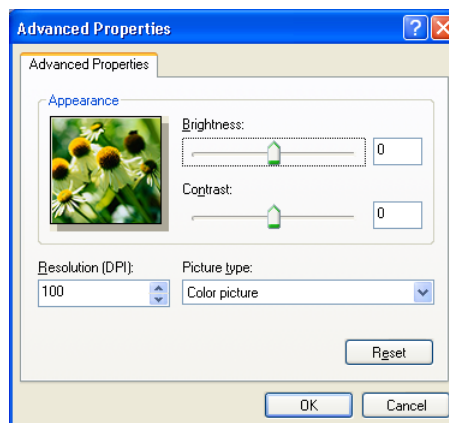 Advanced Properties
Advanced Properties
Appearance
Brightness:
0
Contrast:
0
Resolution (DPI):
Picture type:
100
Color picture
Reset
OK
Cancel